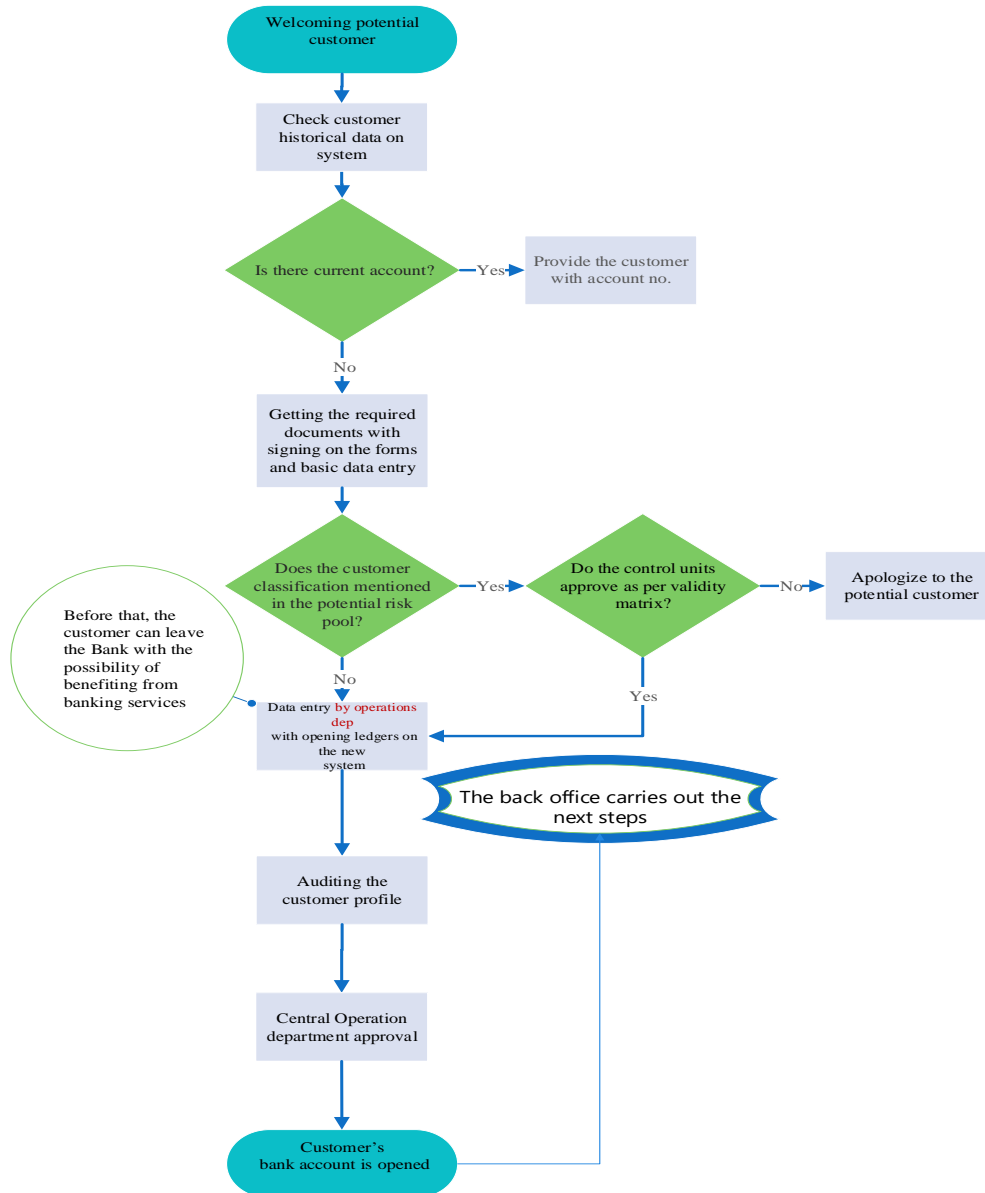 Welcoming potential
customer
Check customer
historical data on
system
Is there current account?
Yes
Provide the customer
with account no.
No
Getting the required
documents with
signing on the forms
and basic data entry
Does the customer
classification mentioned
in the potential risk
pool?
Yes
Do the control units
approve as per validity
matrix?
No
Apologize to the
potential customer
Before that, the
customer can leave
the Bank with the
possibility of
benefiting from
banking services
No
Yes
Data entry by operations
dep
with opening ledgers on
the new
system
The back office carries out the
next steps
Auditing the
customer profile
Central Operation
department approval
Customer’s
bank account is opened